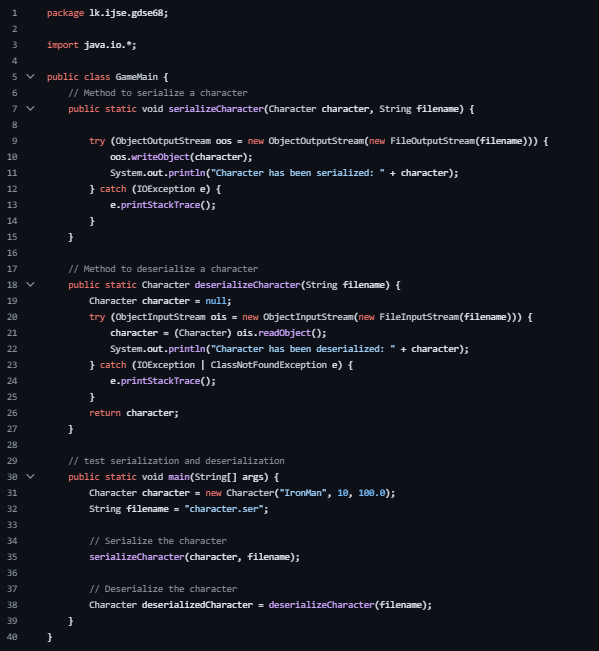 1 package lk.ijse.gdse68;
2
3 import java.io.*;
4
5 public class GameMain {
6 // Method to serialize a character
7 public static void serializeCharacter(Character character, String filename) {
8
9 try (ObjectOutputStream oos = new ObjectOutputStream(new FileOutputStream(filename))) {
10 oos.writeObject(character);
11 System.out.println("Character has been serialized: " + character);
12 } catch (IOException e) {
13 e.printStackTrace();
14 }
15 }
16
17 // Method to deserialize a character
18 public static Character deserializeCharacter(String filename) {
19 Character character = null;
20 try (ObjectInputStream ois = new ObjectInputStream(new FileInputStream(filename))) {
21 character = (Character) ois.readObject();
22 System.out.println("Character has been deserialized: " + character);
23 } catch (IOException | ClassNotFoundException e) {
24 e.printStackTrace();
25 }
26 return character;
27 }
28
29 // test serialization and deserialization
30 public static void main(String[] args) {
31 Character character = new Character("IronMan", 10, 100.0);
32 String filename = "character.ser";
33
34 // Serialize the character
35 serializeCharacter(character, filename);
36
37 // Deserialize the character
38 Character deserializedCharacter = deserializeCharacter(filename);
39 }
40 }